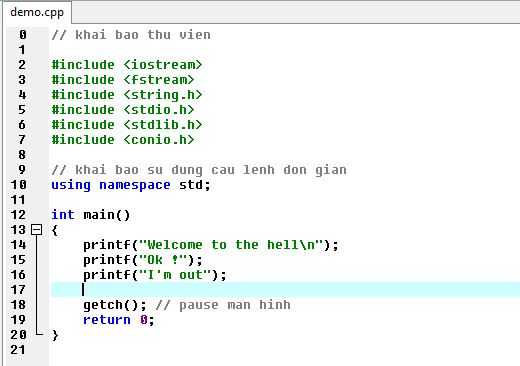 demo.cpp
0 // khai bao thu vien
1
2 #include <iostream>
3 #include <fstream>
4 #include <string.h>
5 #include <stdio.h>
6 #include <stdlib.h>
7 #include <conio.h>
8
9 // khai bao su dung cau lenh don gian
10 using namespace std;
11
12 int main()
13 {
14 printf("Welcome to the hell\n");
15 printf("Ok !");
16 printf("I'm out");
17
18 getch(); // pause man hinh
19 return 0;
20 }
21